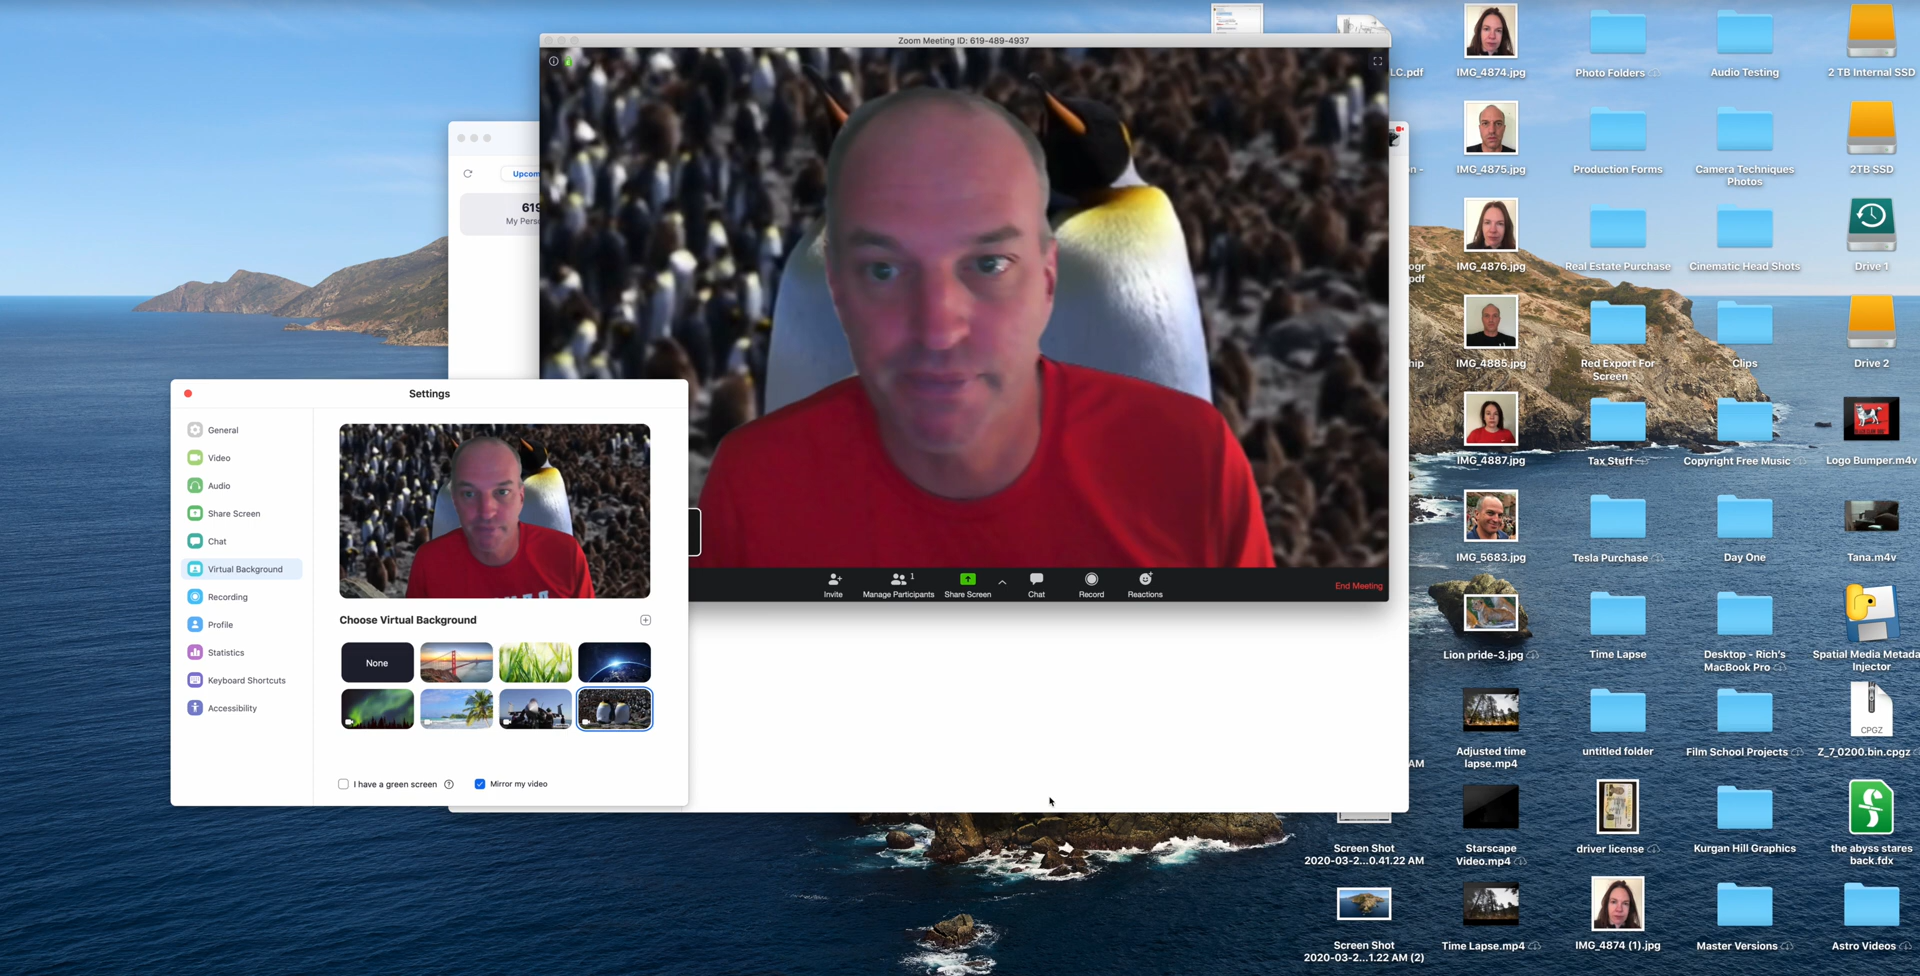 Zoom Meeting ID: 619-489-4937
Upcom
619
My Perso
Invite
1
Manage Participants
Share Screen
Chat
Record
Reactions
End Meeting
Settings
General
Video
Audio
Share Screen
Chat
Virtual Background
Recording
Profile
Statistics
Keyboard Shortcuts
Accessibility
Choose Virtual Background
None
I have a green screen
Mirror my video
LC.pdf
IMG_4874.jpg
Photo Folders
Audio Testing
2 TB Internal SSD
on -
IMG_4875.jpg
Production Forms
Camera Techniques
Photos
2TB SSD
ogr
pdf
IMG_4876.jpg
Real Estate Purchase
Cinematic Head Shots
Drive 1
hip
IMG_4885.jpg
Red Export For
Screen
Clips
Drive 2
IMG_4887.jpg
Tax Stuff
Copyright Free Music
Logo Bumper.m4v
IMG_5683.jpg
Tesla Purchase
Day One
Tana.m4v
Lion pride-3.jpg
Time Lapse
Desktop - Rich's
MacBook Pro
Spatial Media Metada
Injector
AM
Adjusted time
lapse.mp4
untitled folder
Film School Projects
CPGZ
Z_7_0200.bin.cpgz
Screen Shot
2020-03-2...0.41.22 AM
Starscape
Video.mp4
driver license
Kurgan Hill Graphics
the abyss stares
back.fdx
Screen Shot
2020-03-2...1.22 AM (2)
Time Lapse.mp4
IMG_4874 (1).jpg
Master Versions
Astro Videos